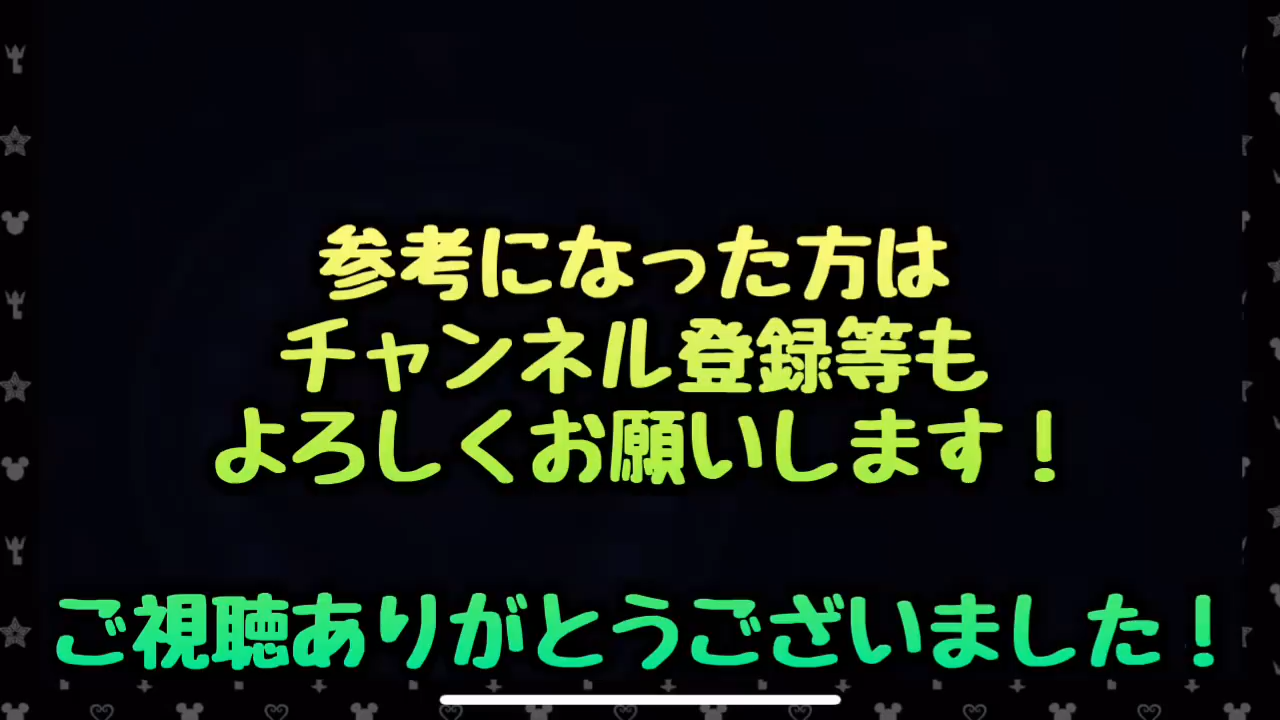 参考になった方は
チャンネル登録等も
よろしくお願いします！
ご視聴ありがとうございました！